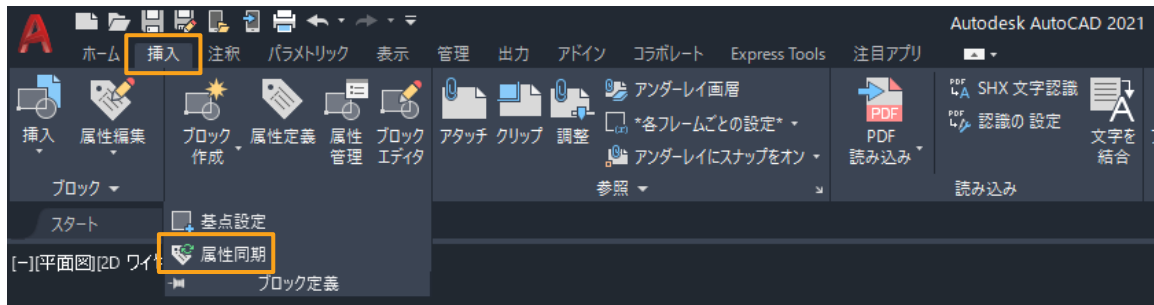 Autodesk AutoCAD 2021
ホーム 挿入 注釈 パラメトリック 表示 管理 出力 アドイン コラボレート Express Tools 注目アプリ
挿入 属性編集 ブロック作成 属性定義 属性管理 ブロックエディタ アタッチ クリップ 調整
アンダーレイ画層
*各フレームごとの設定*
アンダーレイにスナップをオン
PDF
PDF
読み込み
PDF A SHX 文字認識
PDF 認識の 設定
A
文字を
結合
ブロック 参照 読み込み
スタート
基点設定
属性同期
ブロック定義
[-][平面図][2D ワイ